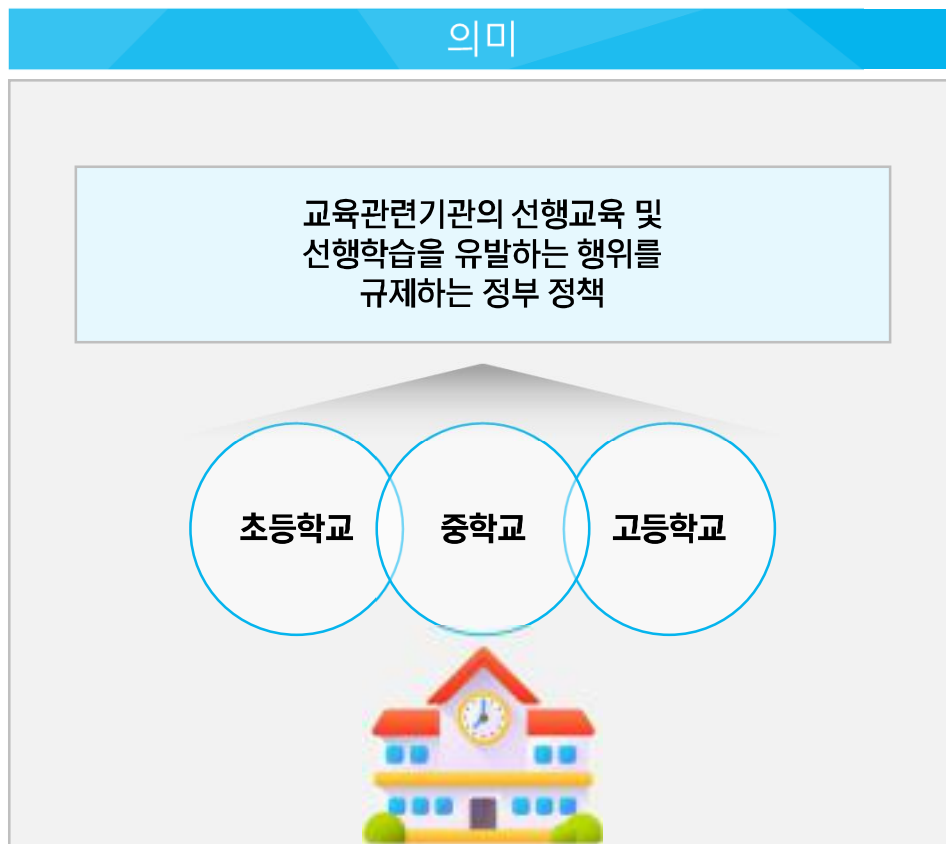 의미
교육관련기관의 선행교육 및
선행학습을 유발하는 행위를
규제하는 정부 정책
초등학교 중학교 고등학교